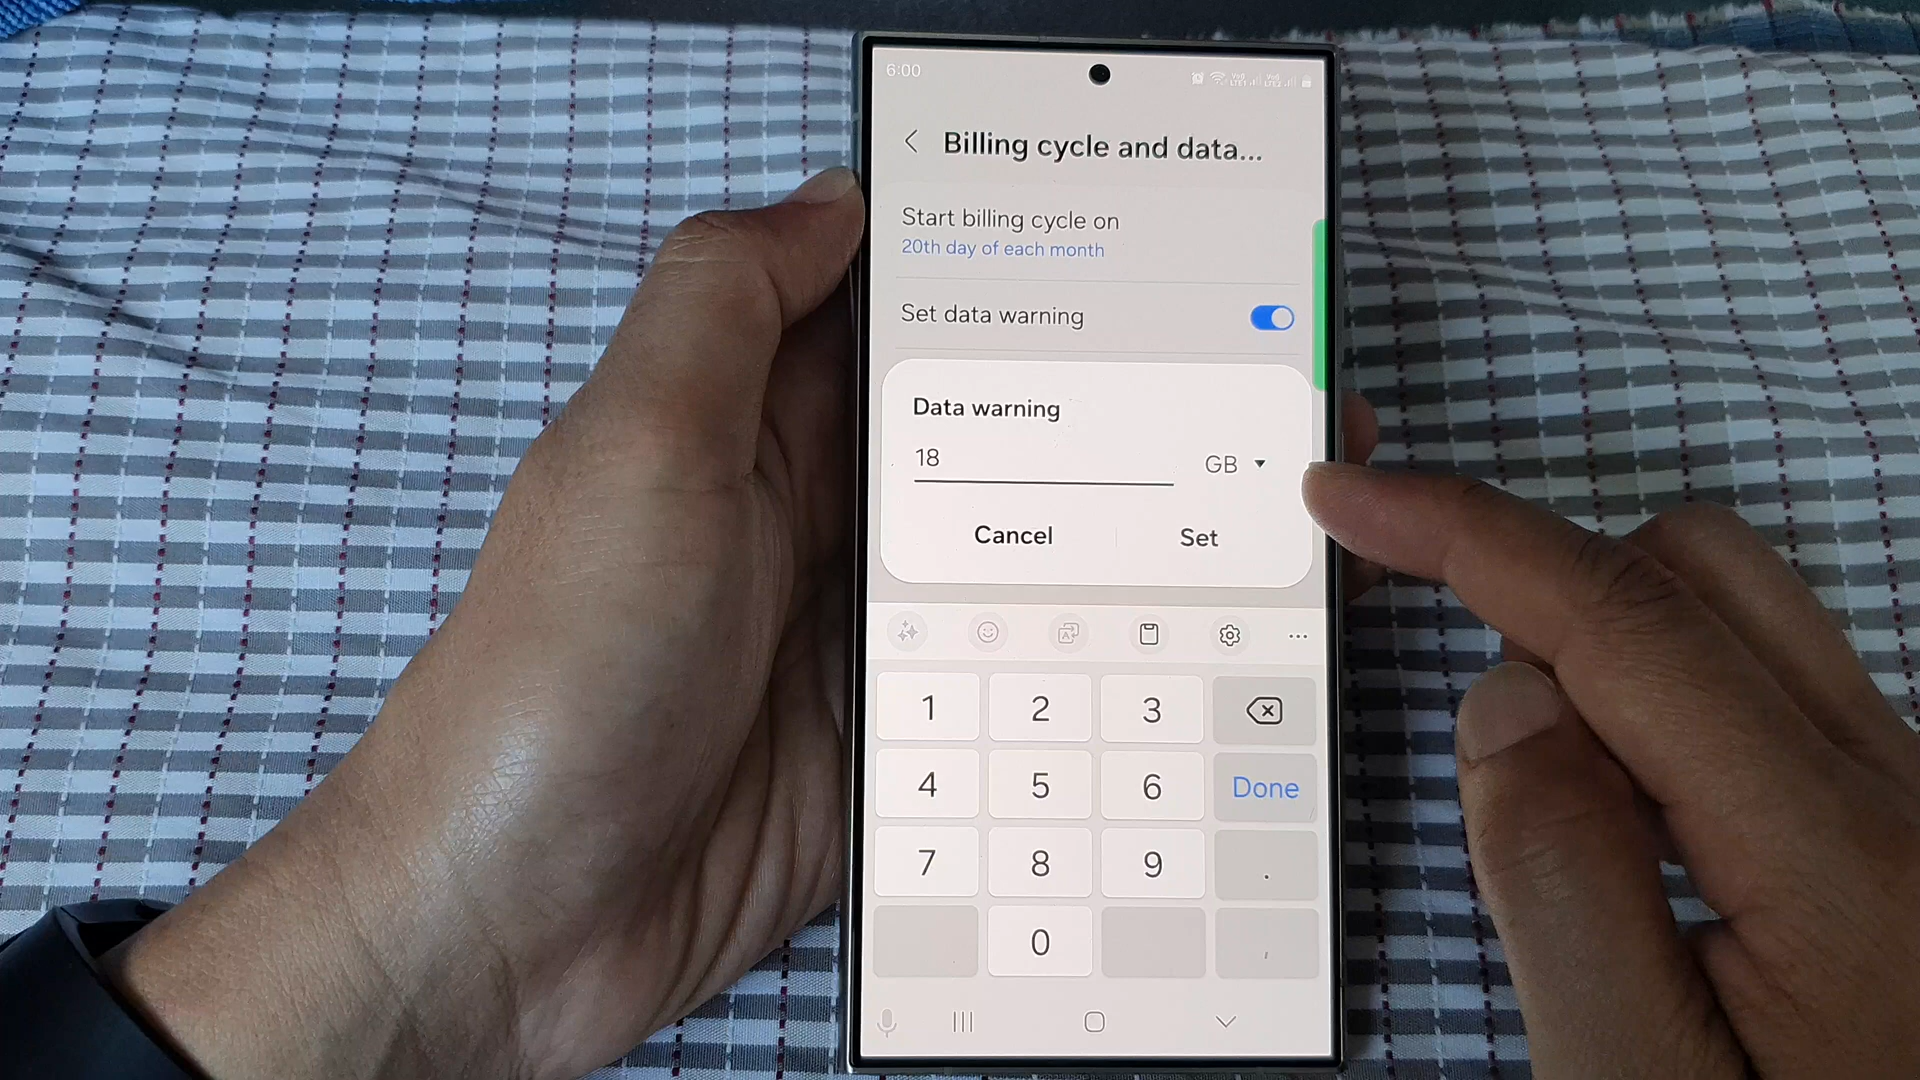 6:00
Billing cycle and data...
Start billing cycle on
20th day of each month
Set data warning
Data warning
18 GB
Cancel Set
1 2 3
4 5 6 Done
7 8 9 .
0 ,